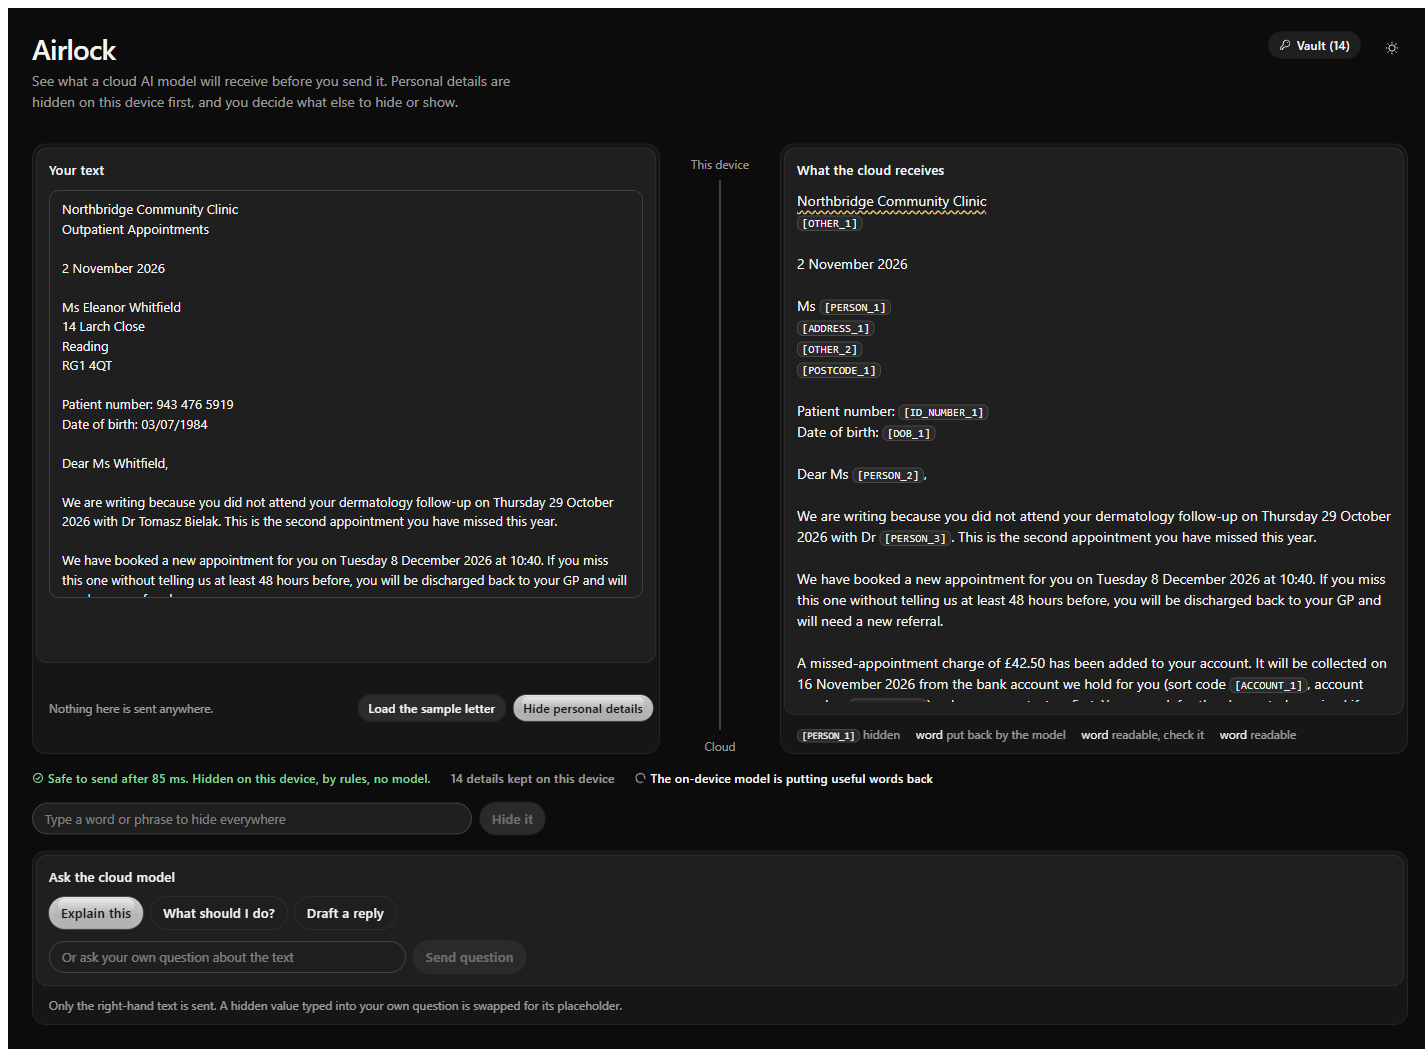 Airlock
See what a cloud AI model will receive before you send it. Personal details are
hidden on this device first, and you decide what else to hide or show.
Vault (14)
Your text
Northbridge Community Clinic
Outpatient Appointments
2 November 2026
Ms Eleanor Whitfield
14 Larch Close
Reading
RG1 4QT
Patient number: 943 476 5919
Date of birth: 03/07/1984
Dear Ms Whitfield,
We are writing because you did not attend your dermatology follow-up on Thursday 29 October
2026 with Dr Tomasz Bielak. This is the second appointment you have missed this year.
We have booked a new appointment for you on Tuesday 8 December 2026 at 10:40. If you miss
this one without telling us at least 48 hours before, you will be discharged back to your GP and will
Nothing here is sent anywhere.
Load the sample letter
Hide personal details
This device
Cloud
What the cloud receives
Northbridge Community Clinic
[OTHER_1]
2 November 2026
Ms [PERSON_1]
[ADDRESS_1]
[OTHER_2]
[POSTCODE_1]
Patient number: [ID_NUMBER_1]
Date of birth: [DOB_1]
Dear Ms [PERSON_2],
We are writing because you did not attend your dermatology follow-up on Thursday 29 October
2026 with Dr [PERSON_3]. This is the second appointment you have missed this year.
We have booked a new appointment for you on Tuesday 8 December 2026 at 10:40. If you miss
this one without telling us at least 48 hours before, you will be discharged back to your GP and
will need a new referral.
A missed-appointment charge of £42.50 has been added to your account. It will be collected on
16 November 2026 from the bank account we hold for you (sort code [ACCOUNT_1], account
[PERSON_1] hidden word put back by the model word readable, check it word readable
Safe to send after 85 ms. Hidden on this device, by rules, no model. 14 details kept on this device The on-device model is putting useful words back
Type a word or phrase to hide everywhere
Hide it
Ask the cloud model
Explain this
What should I do?
Draft a reply
Or ask your own question about the text
Send question
Only the right-hand text is sent. A hidden value typed into your own question is swapped for its placeholder.